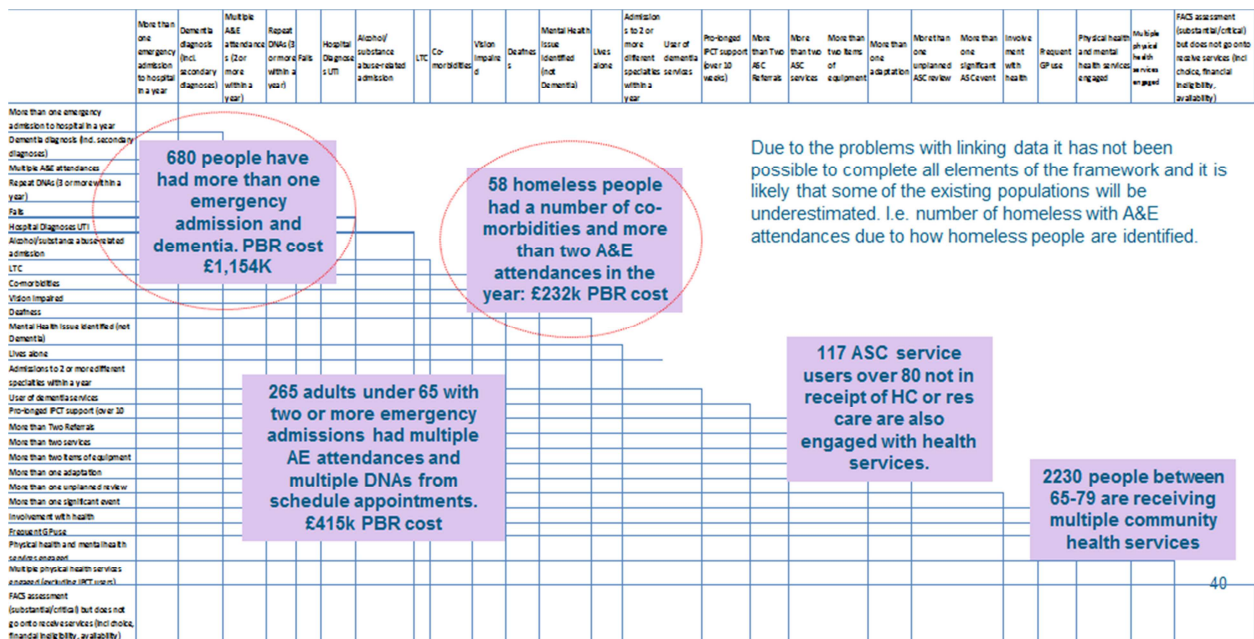 More than one emergency admission to hospital in a year
Dementia diagnosis (incl. secondary diagnoses)
Multiple A&E attendances (2 or more within a year)
Repeat DNAs (3 or more within a year)
Falls
Hospital Diagnoses UTI
Alcohol/ substance abuse-related admission
LTC
Co-morbidities
Vision Impaired
Deafness
Mental Health Issue Identified (not Dementia)
Lives alone
Admissions to 2 or more different specialties within a year
User of dementia services
Pro-longed IPCT support (over 10 weeks)
More than Two ASC Referrals
More than two ASC services
More than two items of equipment
More than one adaptation
More than one unplanned ASC review
More than one significant ASC event
Involvement with health
Frequent GP use
Physical health and mental health services engaged
Multiple physical health services engaged
FACS assessment (substantial/critical) but does not go onto receive services (incl choice, financial ineligibility, availability)
More than one emergency
admission to hospital in a year
Dementia diagnosis (incl. secondary
diagnoses)
Multiple A&E attendances
Repeat DNAs (3 or more within a
year)
Falls
Hospital Diagnoses UTI
Alcohol/substance abuse-related
admission
LTC
Co-morbidities
Vision Impaired
Deafness
Mental Health Issue Identified (not
Dementia)
Lives alone
Admissions to 2 or more different
specialties within a year
User of dementia services
Pro-longed IPCT support (over 10
More than Two Referrals
More than two services
More than two items of equipment
More than one adaptation
More than one unplanned review
More than one significant event
Involvement with health
Frequent GP use
Physical health and mental health
services engaged
Multiple physical health services
engaged (excluding IPCT users)
FACS assessment
(substantial/critical) but does not
go onto receive services (incl choice,
financial ineligibility, availability)
680 people have
had more than one
emergency
admission and
dementia. PBR cost
£1,154K
58 homeless people
had a number of co-
morbidities and more
than two A&E
attendances in the
year: £232k PBR cost
Due to the problems with linking data it has not been
possible to complete all elements of the framework and it is
likely that some of the existing populations will be
underestimated. I.e. number of homeless with A&E
attendances due to how homeless people are identified.
265 adults under 65 with
two or more emergency
admissions had multiple
AE attendances and
multiple DNAs from
schedule appointments.
£415k PBR cost
117 ASC service
users over 80 not in
receipt of HC or res
care are also
engaged with health
services.
2230 people between
65-79 are receiving
multiple community
health services
40